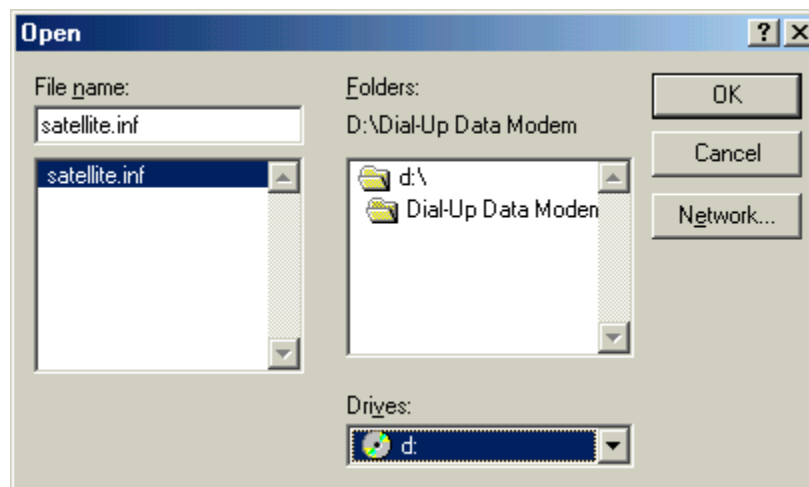 Open
File name:
satellite.inf
satellite.inf
Folders:
D:\Dial-Up Data Modem
d:\
Dial-Up Data Modem
Drives:
d:
OK
Cancel
Network...